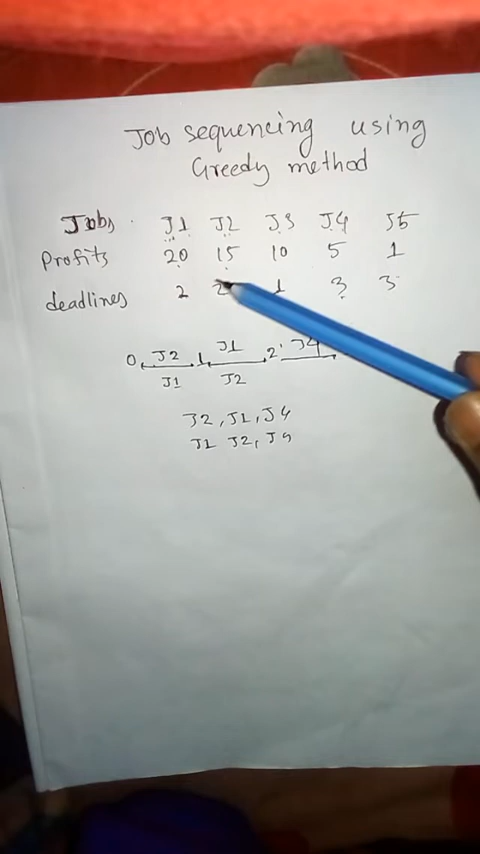 Job sequencing using
Greedy method
Jobs J1 J2 J3 J4 J5
Profits 20 15 10 5 1
deadlines 2 2 1 3 3
0 J2 1 J1 2 J4
J1 J2
J2, J1, J4
J1 J2, J4